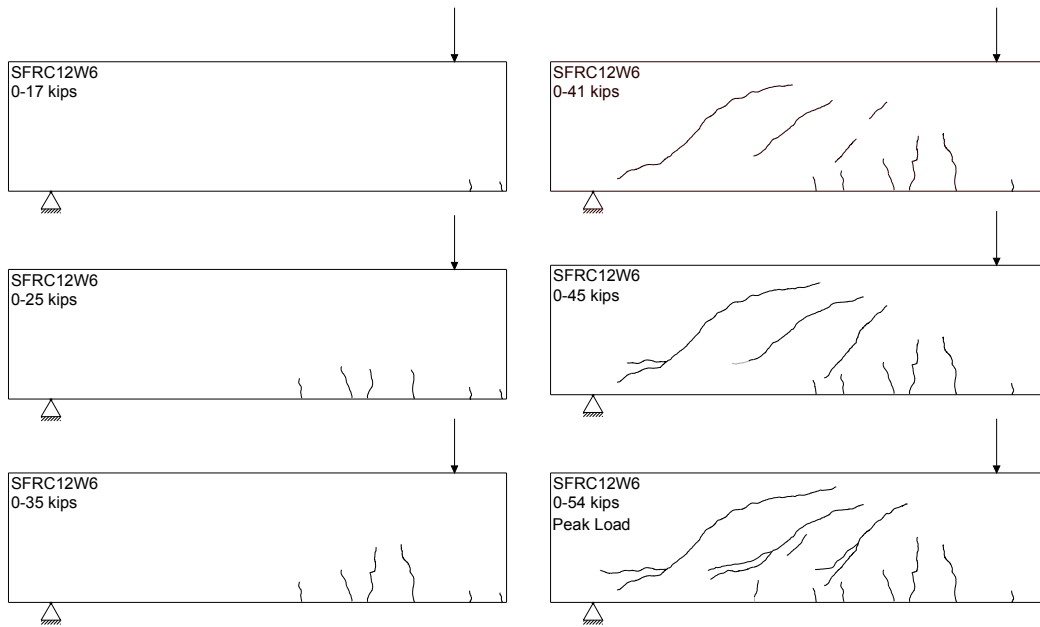 SFRC12W6
0-17 kips
SFRC12W6
0-25 kips
SFRC12W6
0-35 kips
SFRC12W6
0-41 kips
SFRC12W6
0-45 kips
SFRC12W6
0-54 kips
Peak Load